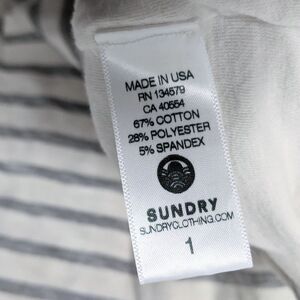 MADE IN USA
RN 134579
CA 40554
67% COTTON
28% POLYESTER
5% SPANDEX
SUNDRY
SUNDRYCLOTHING.COM
1